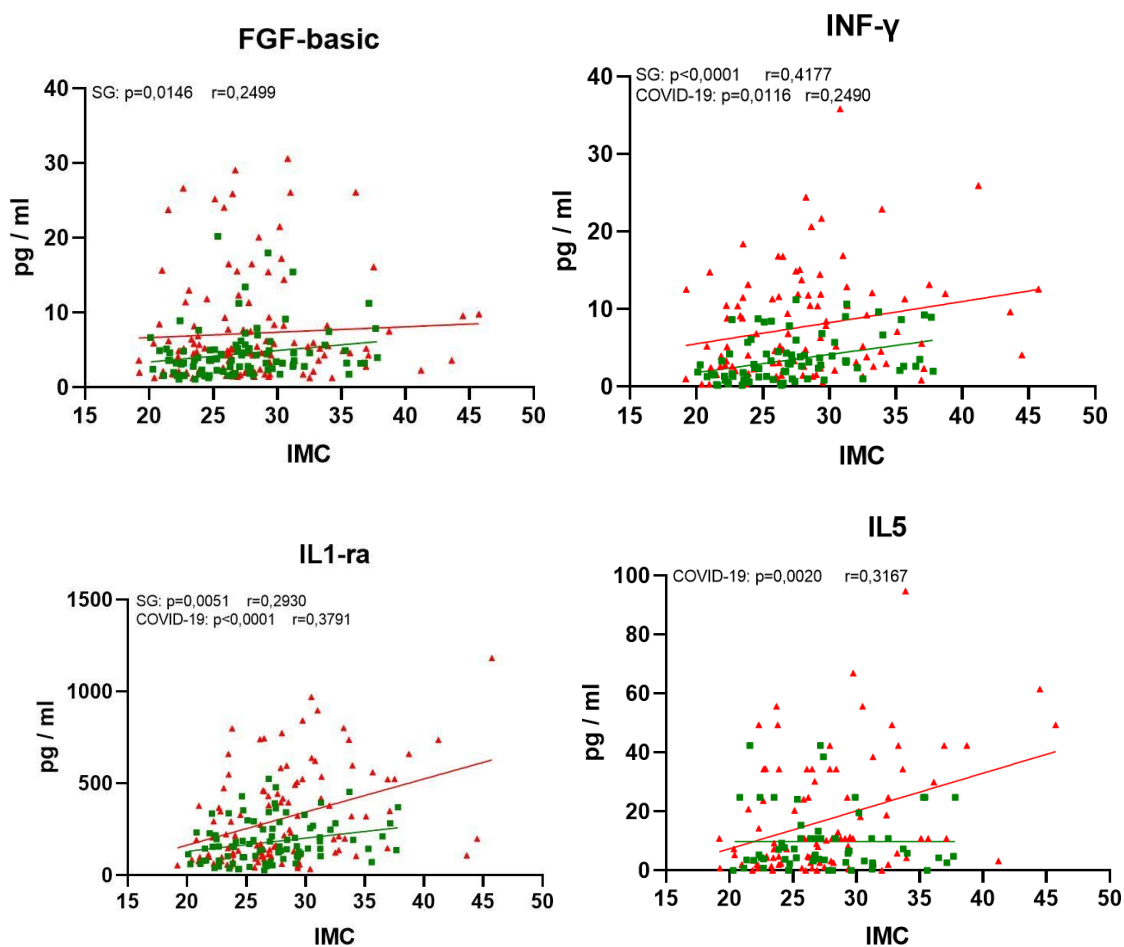 FGF-basic
SG: p=0,0146 r=0,2499
40
30
20
10
0
pg / ml
15 20 25 30 35 40 45 50
IMC
INF-γ
SG: p<0,0001 r=0,4177
COVID-19: p=0,0116 r=0,2490
40
30
20
10
0
pg / ml
15 20 25 30 35 40 45 50
IMC
IL1-ra
SG: p=0,0051 r=0,2930
COVID-19: p<0,0001 r=0,3791
1500
1000
500
0
pg / ml
15 20 25 30 35 40 45 50
IMC
IL5
COVID-19: p=0,0020 r=0,3167
100
80
60
40
20
0
pg / ml
15 20 25 30 35 40 45 50
IMC